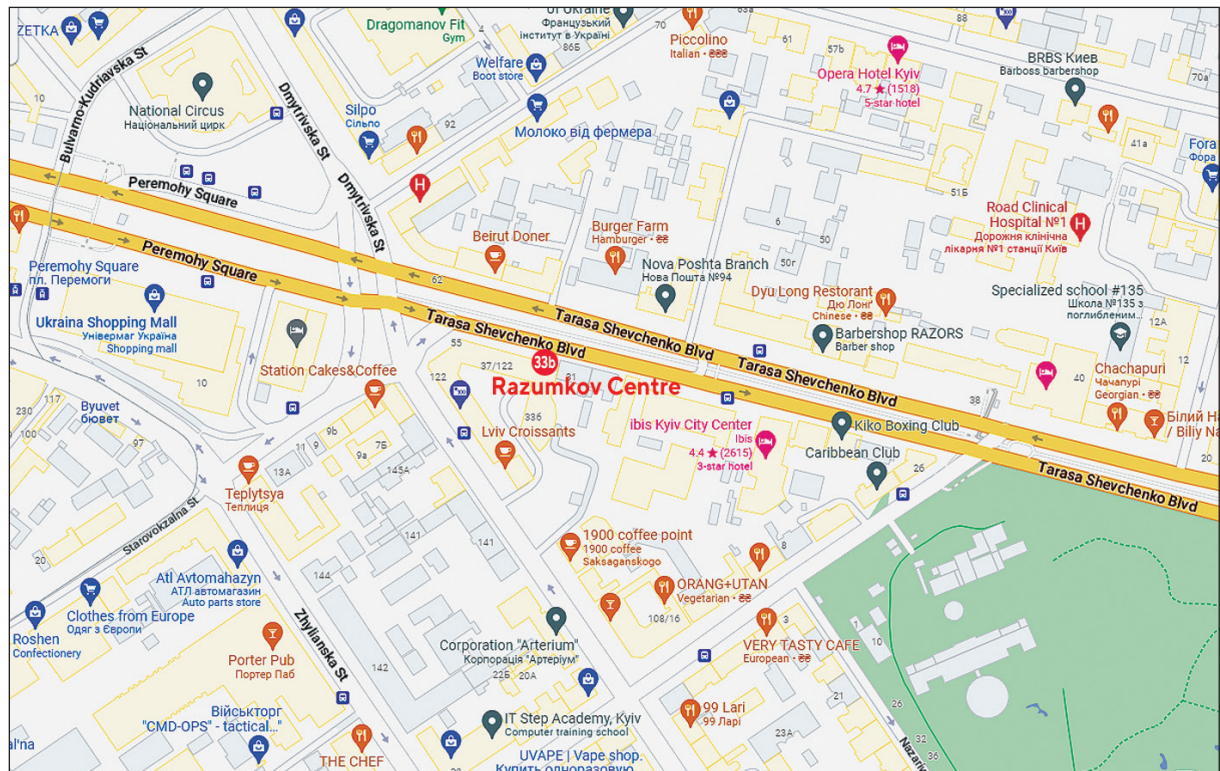 ZETKA
Dragomanov Fit
Gym
of Ukraine
Французький
інститут в Україні
86Б
70
63а
61
57b
88
Piccolino
Italian • ₴₴₴
Opera Hotel Kyiv
4.7 ★ (1518)
5-star hotel
BRBS Киев
Barboss barbershop
70a
Welfare
Boot store
Bulvarno-Kudriavska St
National Circus
Національний цирк
10
Dmytrivska St
Silpo
Сільпо
92
Молоко від фермера
41a
Fora
Фора
51Б
Peremohy Square
Dmytrivska St
H
Road Clinical
Hospital №1
Дорожня клінічна
лікарня №1 станції Київ
H
Beirut Doner
Burger Farm
Hamburger • ₴₴
6
50
50г
Peremohy Square
Peremohy Square
пл. Перемоги
62
Nova Poshta Branch
Нова Пошта №94
Dyu Long Restorant
Дю Лонг
Chinese • ₴₴
Specialized school #135
Школа №135 з
поглибленим...
12A
Ukraina Shopping Mall
Універмаг Україна
Shopping mall
Tarasa Shevchenko Blvd
Tarasa Shevchenko Blvd
Barbershop RAZORS
Barber shop
55
37/122
33b
31
Razumkov Centre
Tarasa Shevchenko Blvd
Station Cakes&Coffee
122
10
40
12
Chachapuri
Чачапурі
Georgian • ₴₴
230
117
Byuvet
бювет
100
97
11
9
9b
9a
7Б
336
38
Білий На
/ Biliy Na
ibis Kyiv City Center
Ibis
4.4 ★ (2615)
3-star hotel
Kiko Boxing Club
Lviv Croissants
Caribbean Club
26
20
13A
145A
Tarasa Shevchenko Blvd
Teplytsya
Теплиця
Starovokzalna St
141
141
1900 coffee point
1900 coffee
Saksaganskogo
8
Atl Avtomahazyn
АТЛ автомагазин
Auto parts store
144
ORANG+UTAN
Vegetarian • ₴₴
Clothes from Europe
Одяг з Європи
Roshen
Confectionery
Zhylianska St
108/16
3
1
10
Corporation "Arterium"
Корпорація "Артеріум"
VERY TASTY CAFE
European • ₴₴
Porter Pub
Портер Паб
142
22Б
20A
21
26
Військторг
"CMD-OPS" - tactical..."
99 Lari
99 Ларі
IT Step Academy, Kyiv
Computer training school
23A
32
36
Nazariv
al'na
THE CHEF
UVAPE | Vape shop.
Купить одноразовую